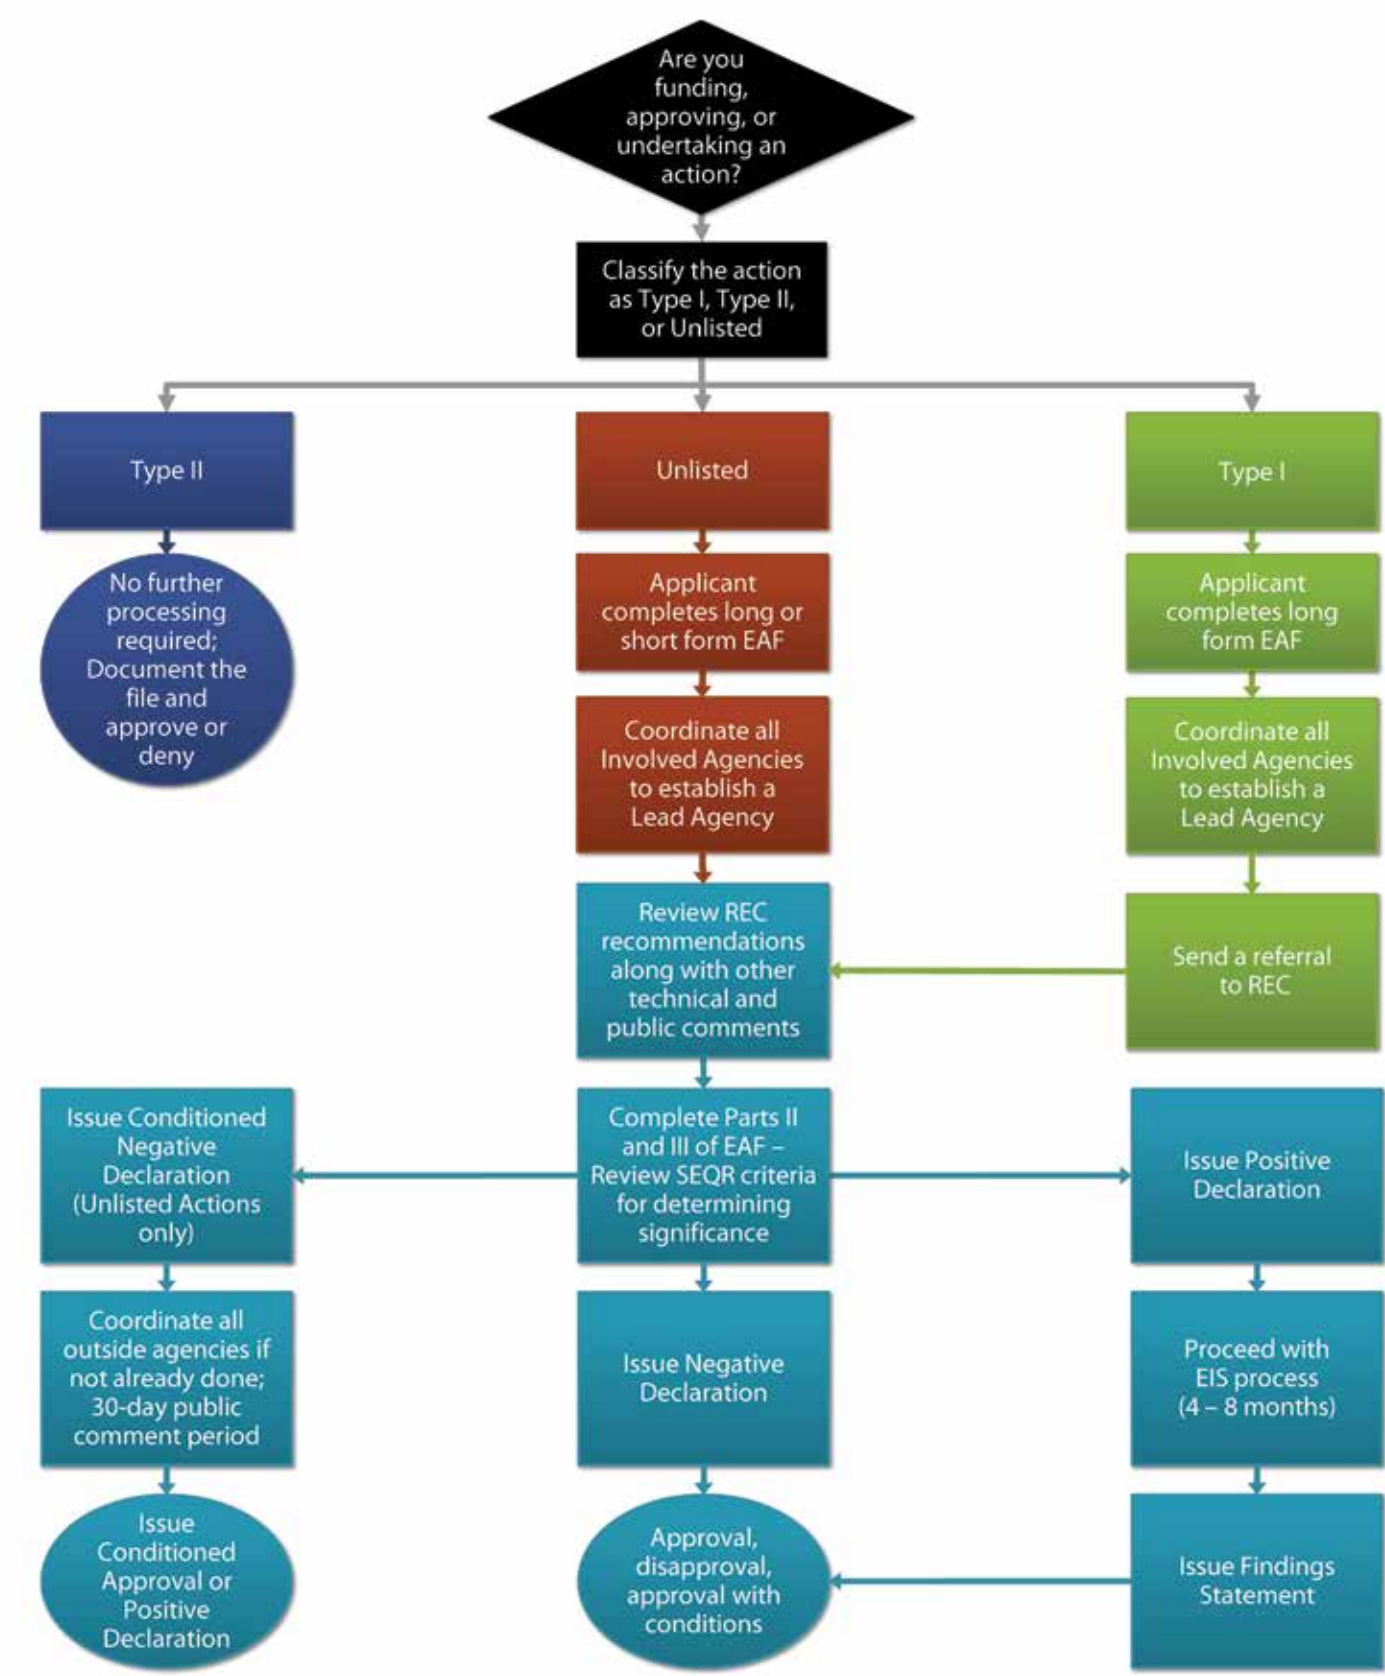 Are you
funding,
approving, or
undertaking an
action?
Classify the action
as Type I, Type II,
or Unlisted
Type II
Unlisted
Type I
No further
processing
required;
Document the
file and
approve or
deny
Applicant
completes long or
short form EAF
Applicant
completes long
form EAF
Coordinate all
Involved Agencies
to establish a
Lead Agency
Coordinate all
Involved Agencies
to establish a
Lead Agency
Review REC
recommendations
along with other
technical and
public comments
Send a referral
to REC
Issue Conditioned
Negative
Declaration
(Unlisted Actions
only)
Complete Parts II
and III of EAF –
Review SEQR criteria
for determining
significance
Issue Positive
Declaration
Coordinate all
outside agencies if
not already done;
30-day public
comment period
Issue Negative
Declaration
Proceed with
EIS process
(4 – 8 months)
Issue
Conditioned
Approval or
Positive
Declaration
Approval,
disapproval,
approval with
conditions
Issue Findings
Statement